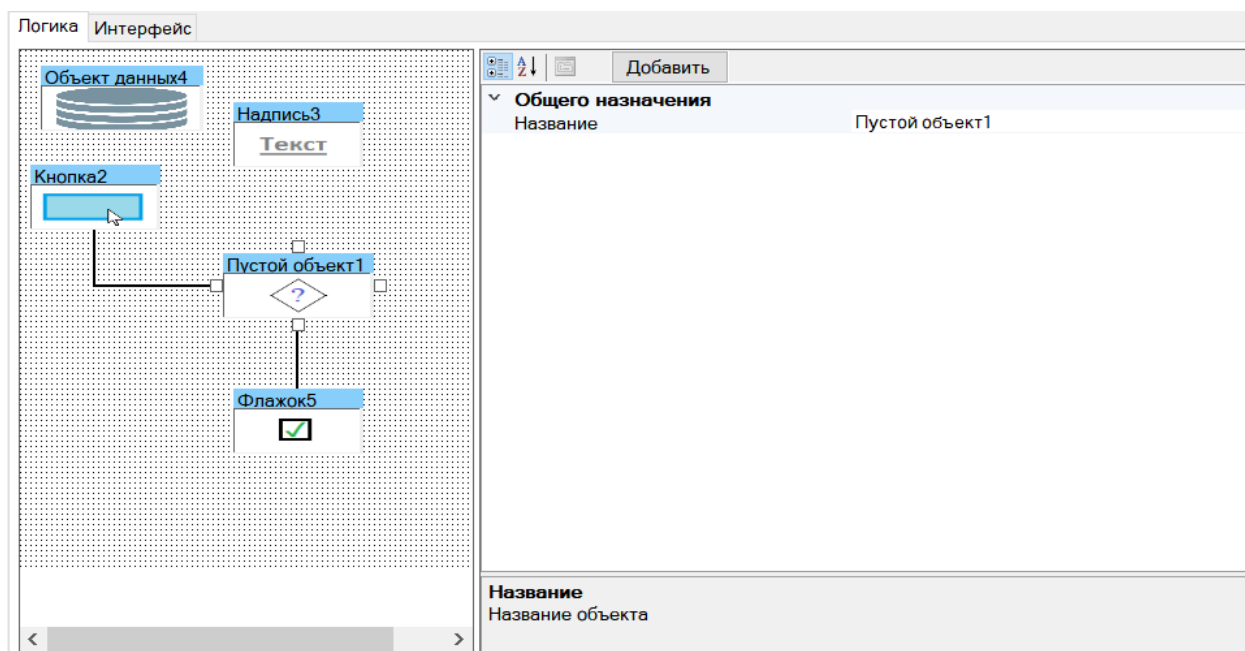 Логика Интерфейс
Объект данных4
Надпись3
Текст
Кнопка2
Пустой объект1
?
Флажок5
A Z Добавить
Общего назначения
Название Пустой объект1
Название
Название объекта